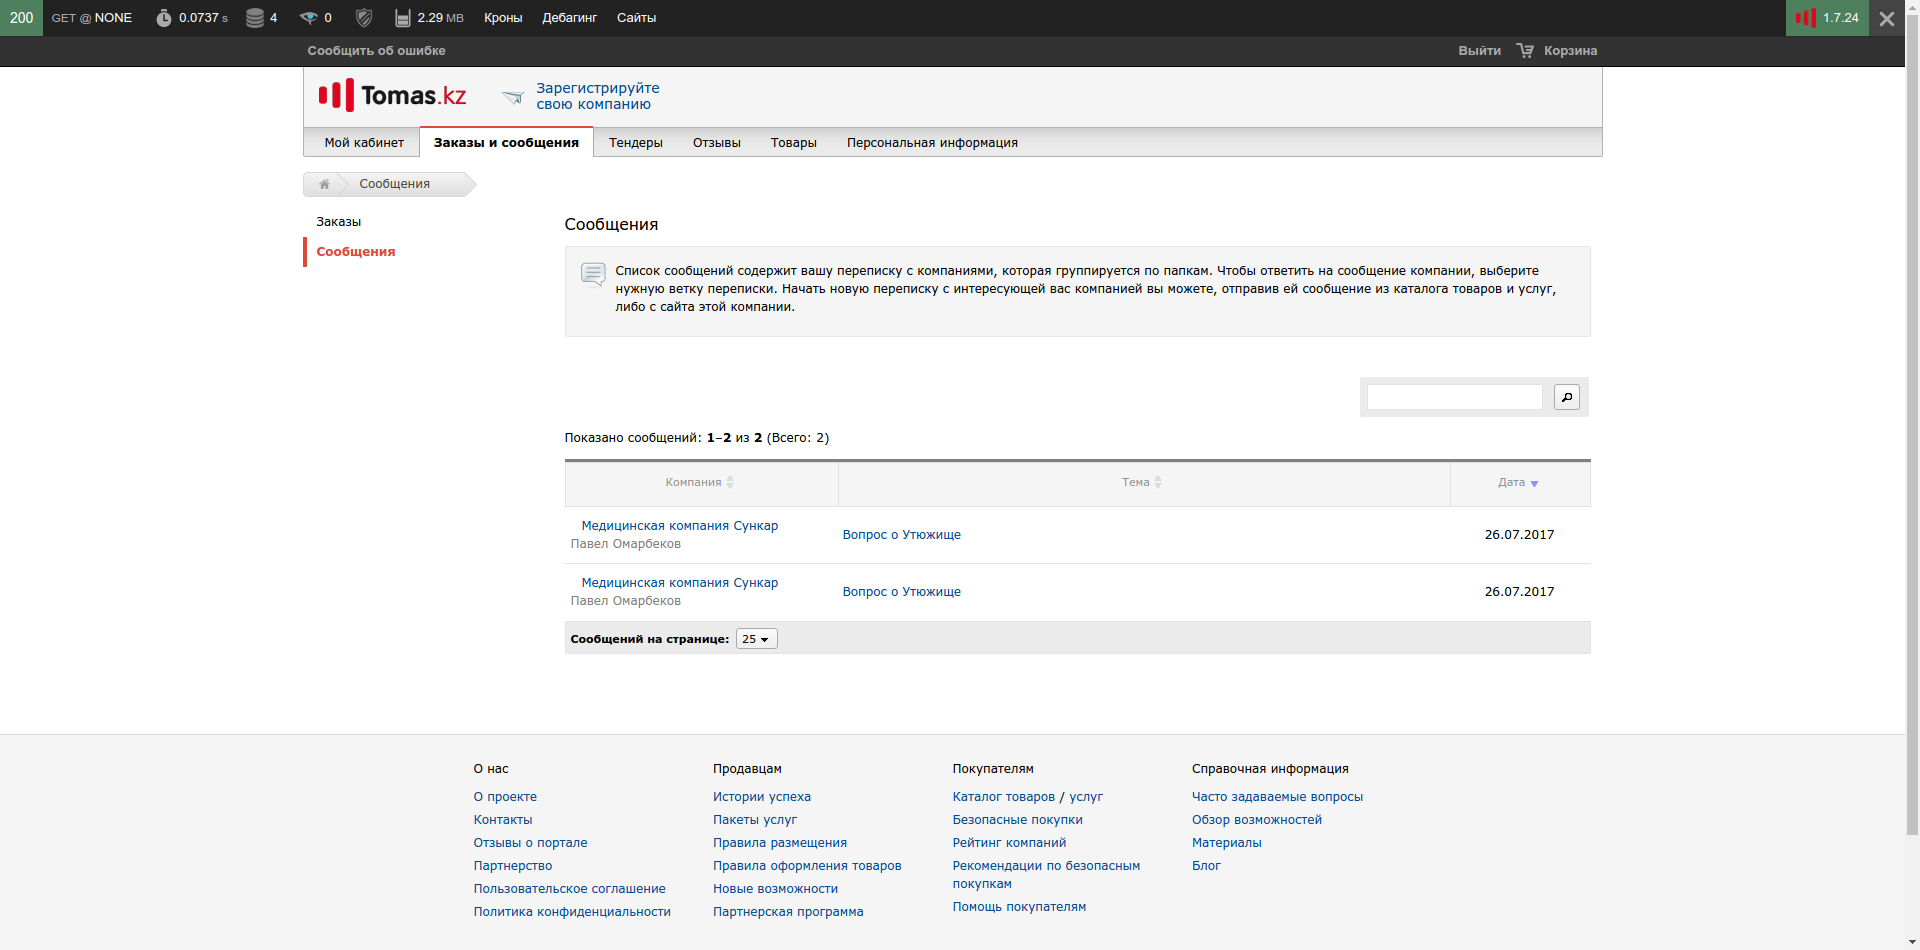 200 GET @ NONE 0.0737 s 4 0 2.29 MB Кроны Дебагинг Сайты 1.7.24
Сообщить об ошибке Выйти Корзина
Tomas.kz
Зарегистрируйте
свою компанию
Мой кабинет Заказы и сообщения Тендеры Отзывы Товары Персональная информация
Сообщения
Заказы
Сообщения
Сообщения
Список сообщений содержит вашу переписку с компаниями, которая группируется по папкам. Чтобы ответить на сообщение компании, выберите
нужную ветку переписки. Начать новую переписку с интересующей вас компанией вы можете, отправив ей сообщение из каталога товаров и услуг,
либо с сайта этой компании.
Показано сообщений: 1–2 из 2 (Всего: 2)
Компания Тема Дата
Медицинская компания Сункар
Павел Омарбеков
Вопрос о Утюжище
26.07.2017
Медицинская компания Сункар
Павел Омарбеков
Вопрос о Утюжище
26.07.2017
Сообщений на странице: 25
О нас
О проекте
Контакты
Отзывы о портале
Партнерство
Пользовательское соглашение
Политика конфиденциальности
Продавцам
Истории успеха
Пакеты услуг
Правила размещения
Правила оформления товаров
Новые возможности
Партнерская программа
Покупателям
Каталог товаров / услуг
Безопасные покупки
Рейтинг компаний
Рекомендации по безопасным
покупкам
Помощь покупателям
Справочная информация
Часто задаваемые вопросы
Обзор возможностей
Материалы
Блог